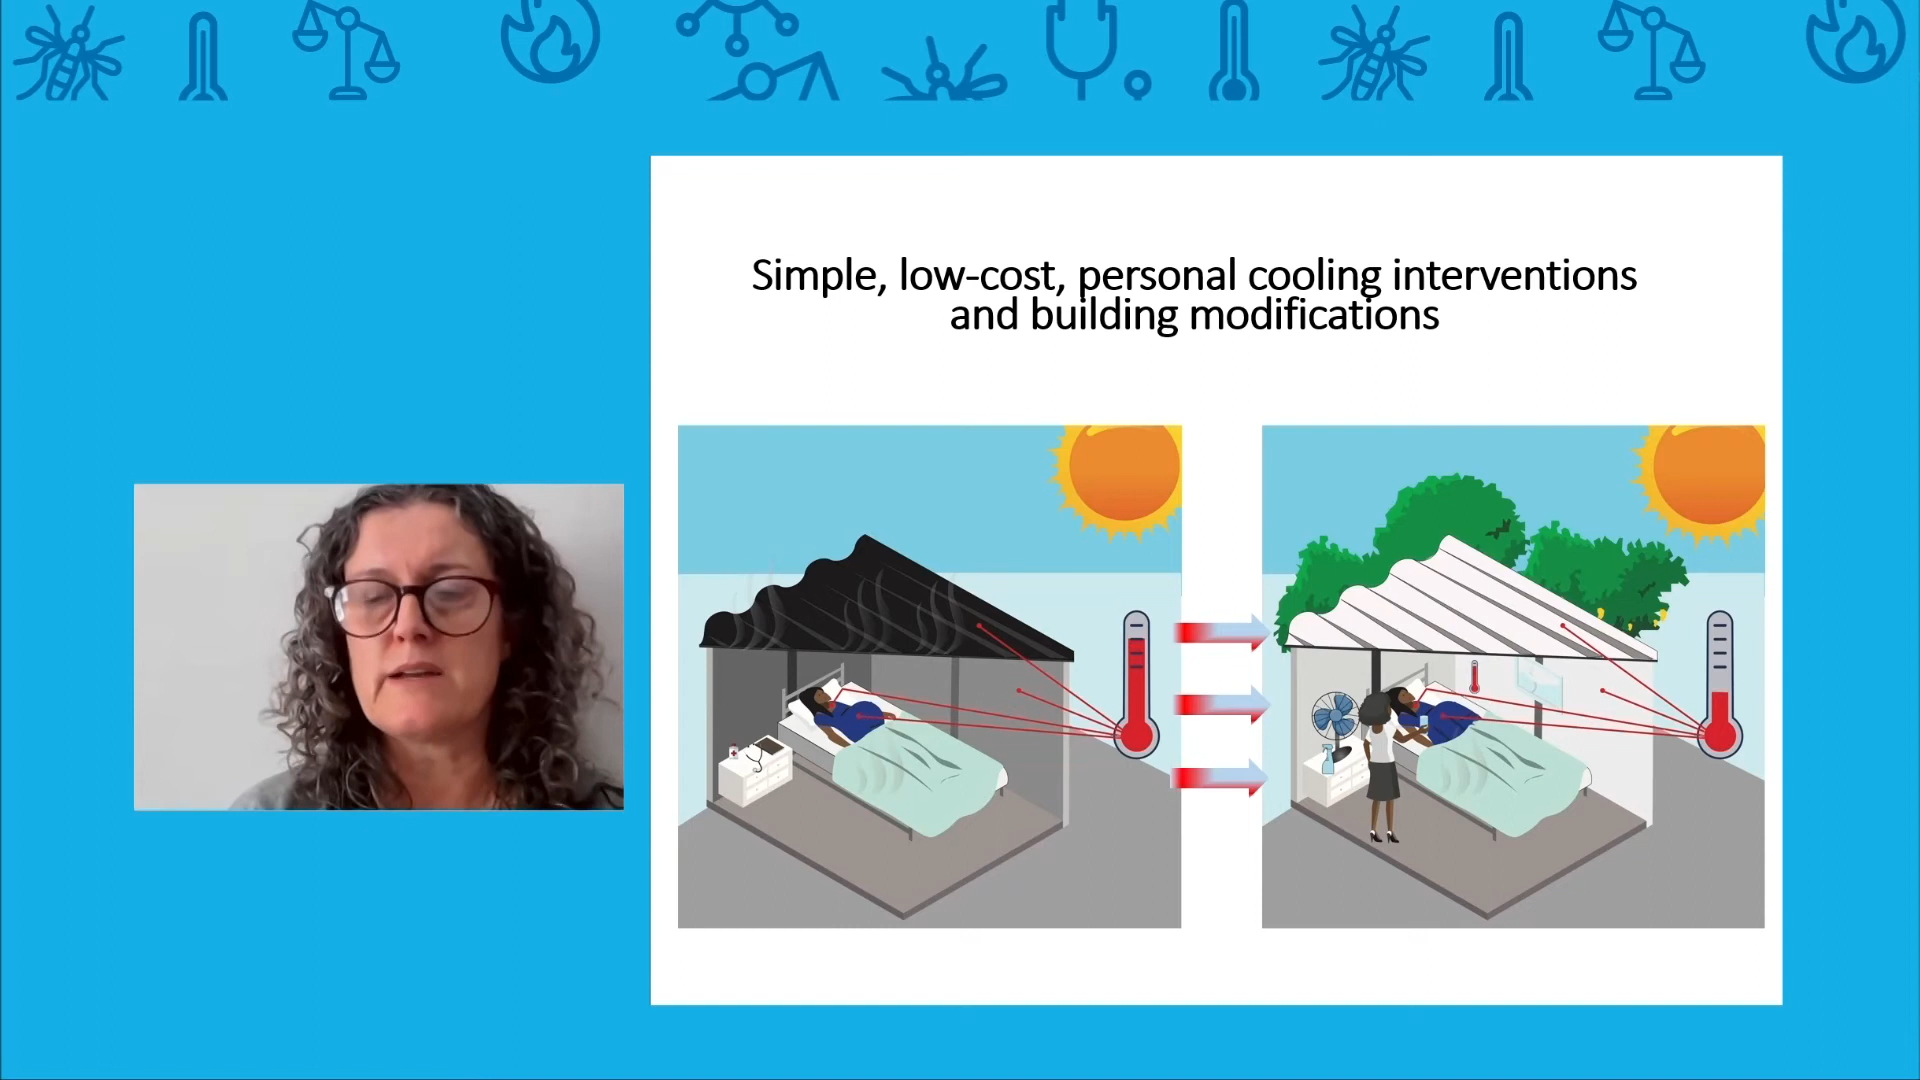 Simple, low-cost, personal cooling interventions
and building modifications